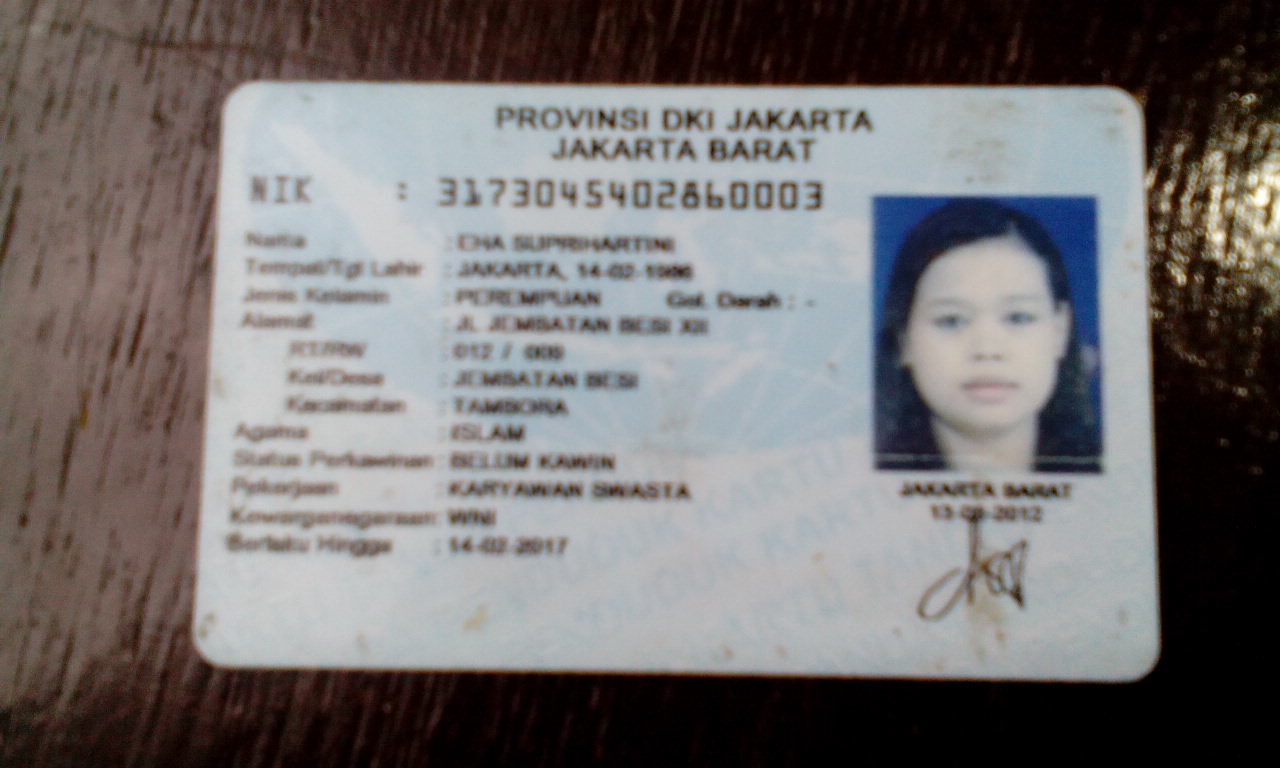 PROVINSI DKI JAKARTA
JAKARTA BARAT
NIK : 3173045402860003
Nama : EHA SUPRIHARTINI
Tempat/Tgl Lahir : JAKARTA, 14-02-1986
Jenis Kelamin : PEREMPUAN Gol. Darah : -
Alamat : JL JEMBATAN BESI XII
RT/RW : 012 / 009
Kel/Desa : JEMBATAN BESI
Kecamatan : TAMBORA
Agama : ISLAM
Status Perkawinan : BELUM KAWIN
Pekerjaan : KARYAWAN SWASTA
Kewarganegaraan: WNI
Berlaku Hingga : 14-02-2017
JAKARTA BARAT
2012